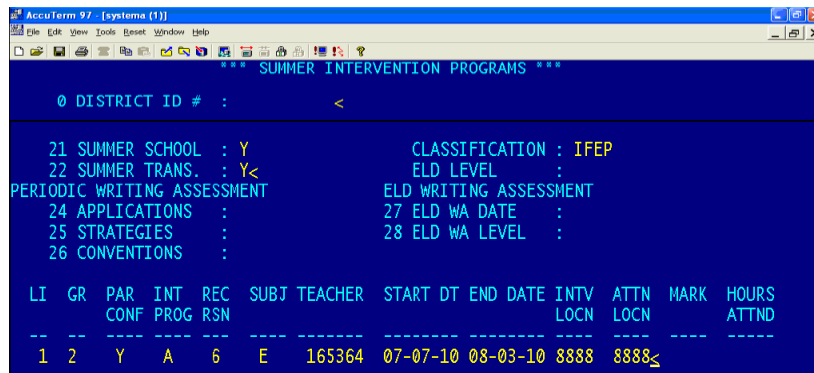 AccuTerm 97 - [systema (1)]
File Edit View Tools Reset Window Help
*** SUMMER INTERVENTION PROGRAMS ***
0 DISTRICT ID # : <
21 SUMMER SCHOOL : Y CLASSIFICATION : IFEP
22 SUMMER TRANS. : Y< ELD LEVEL :
PERIODIC WRITING ASSESSMENT ELD WRITING ASSESSMENT
24 APPLICATIONS : 27 ELD WA DATE :
25 STRATEGIES : 28 ELD WA LEVEL :
26 CONVENTIONS :
LI GR PAR INT REC SUBJ TEACHER START DT END DATE INTV ATTN MARK HOURS
CONF PROG RSN LOCN LOCN ATTND
-- -- ---- ---- --- ---- ------- -------- -------- ---- ---- ---- -----
1 2 Y A 6 E 165364 07-07-10 08-03-10 8888 8888<